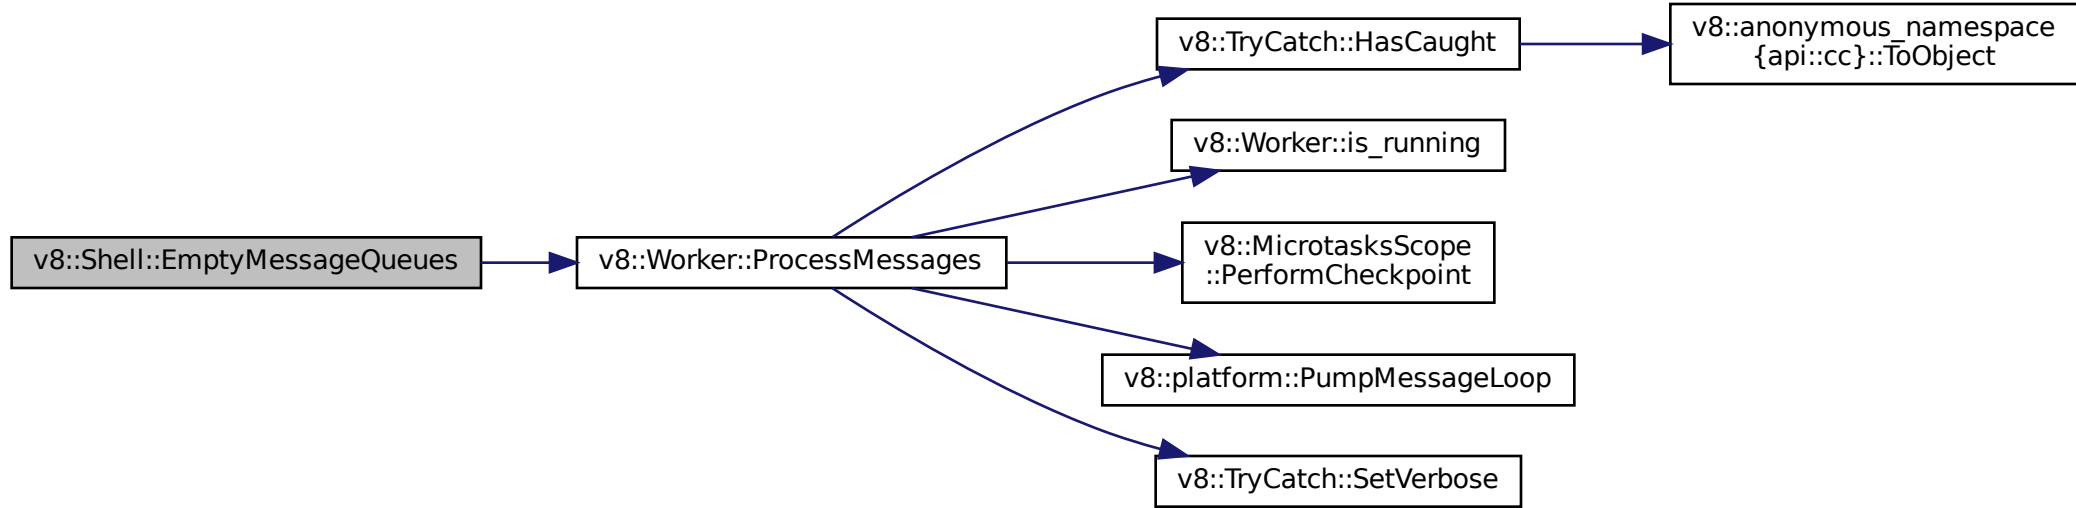 v8::Shell::EmptyMessageQueues
v8::Worker::ProcessMessages
v8::TryCatch::HasCaught
v8::anonymous_namespace
{api::cc}::ToObject
v8::Worker::is_running
v8::MicrotasksScope
::PerformCheckpoint
v8::platform::PumpMessageLoop
v8::TryCatch::SetVerbose